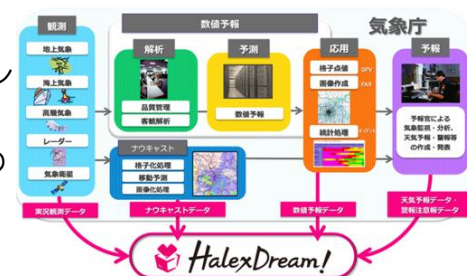 気象庁
観測
地上気象
海上気象
高層気象
レーダー
気象衛星
数値予報
解析
品質管理
客観解析
予測
数値予報
応用
格子点値 GPV
画像作成 FAX
統計処理
予報
予報官による
気象監視・分析、
天気予報・警報等
の作成・発表
ナウキャスト
格子化処理
移動予測
画像化処理
実況観測データ
ナウキャストデータ
数値予報データ
天気予報データ・
警報注意報データ
HalexDream!
し
の